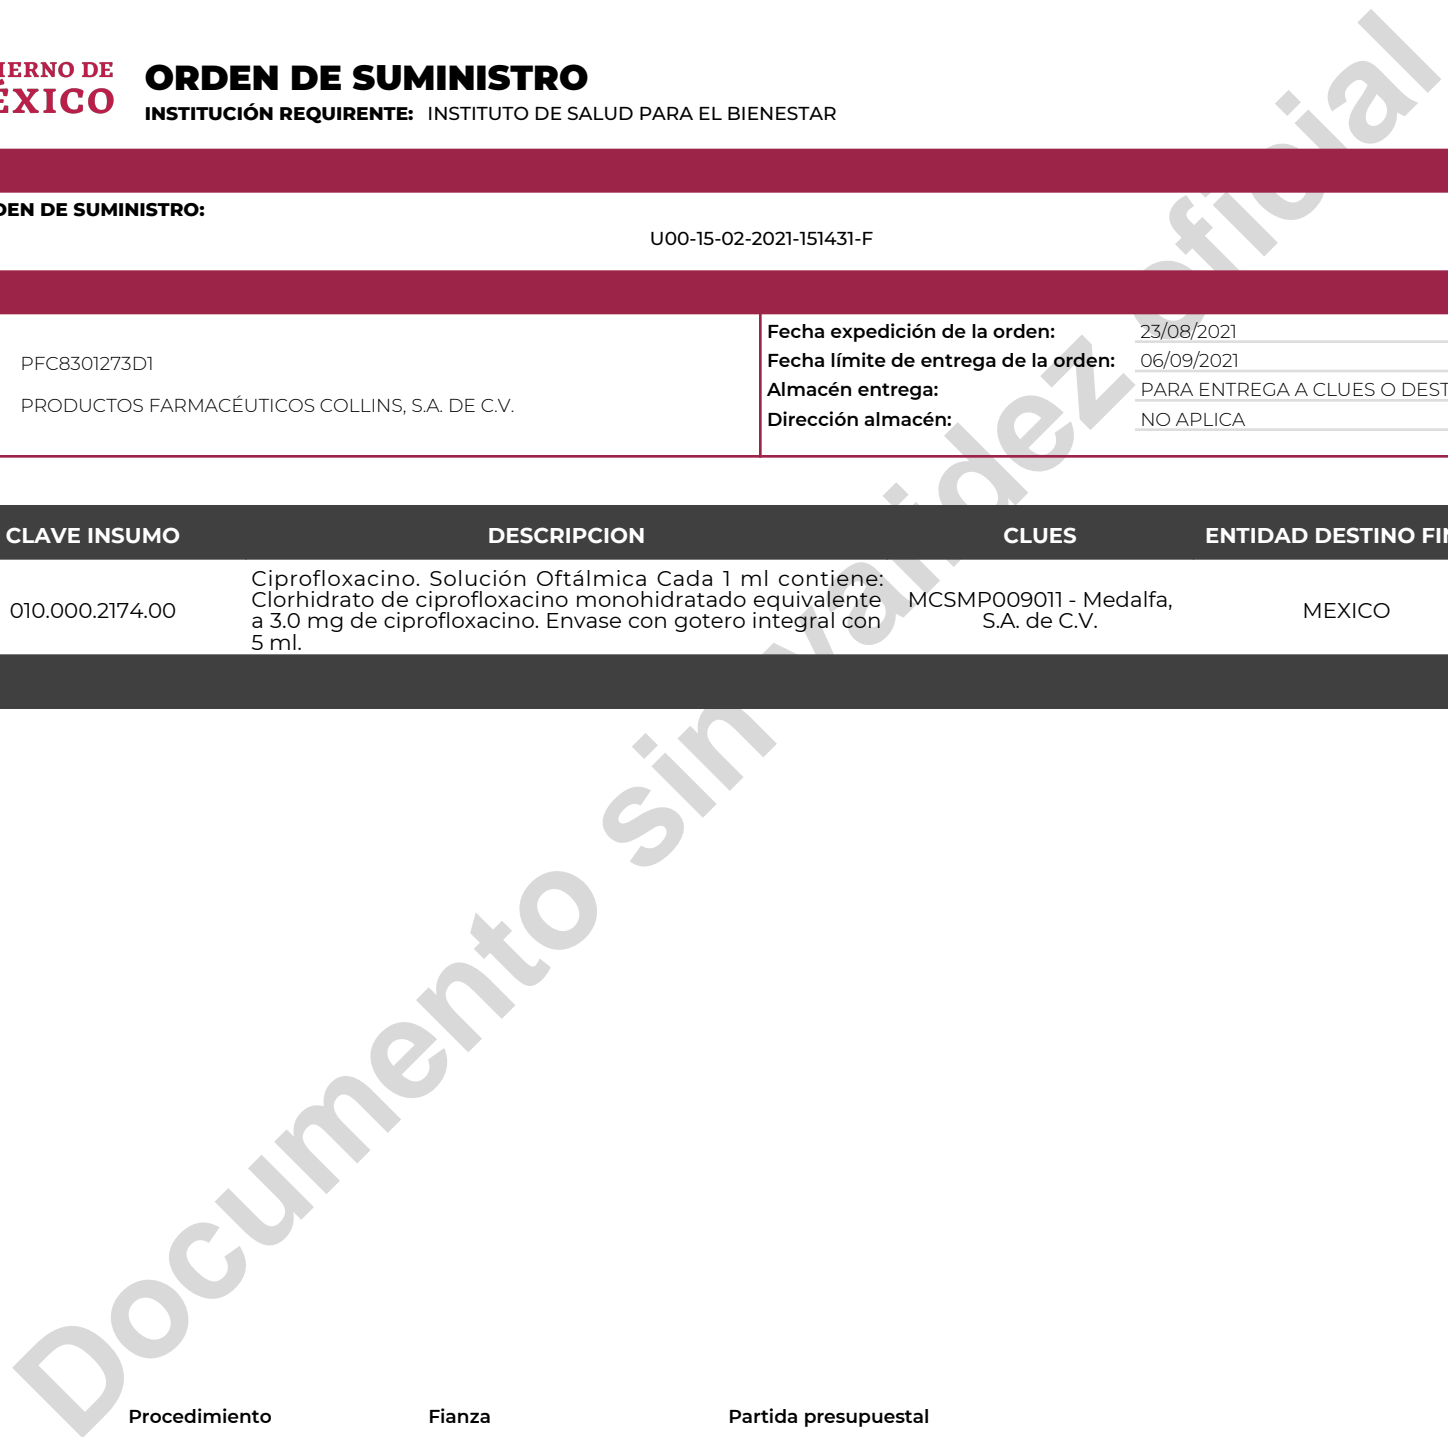 IERNO DE
ÉXICO
ORDEN DE SUMINISTRO
INSTITUCIÓN REQUIRENTE: INSTITUTO DE SALUD PARA EL BIENESTAR
DEN DE SUMINISTRO:
U00-15-02-2021-151431-F
PFC8301273D1
PRODUCTOS FARMACÉUTICOS COLLINS, S.A. DE C.V.
Fecha expedición de la orden: 23/08/2021
Fecha límite de entrega de la orden: 06/09/2021
Almacén entrega: PARA ENTREGA A CLUES O DEST
Dirección almacén: NO APLICA
CLAVE INSUMO DESCRIPCION CLUES ENTIDAD DESTINO FIN
010.000.2174.00
Ciprofloxacino. Solución Oftálmica Cada 1 ml contiene:
Clorhidrato de ciprofloxacino monohidratado equivalente
a 3.0 mg de ciprofloxacino. Envase con gotero integral con
5 ml.
MCSMP009011 - Medalfa,
S.A. de C.V.
MEXICO
Documento sin validez oficial
Procedimiento Fianza Partida presupuestal